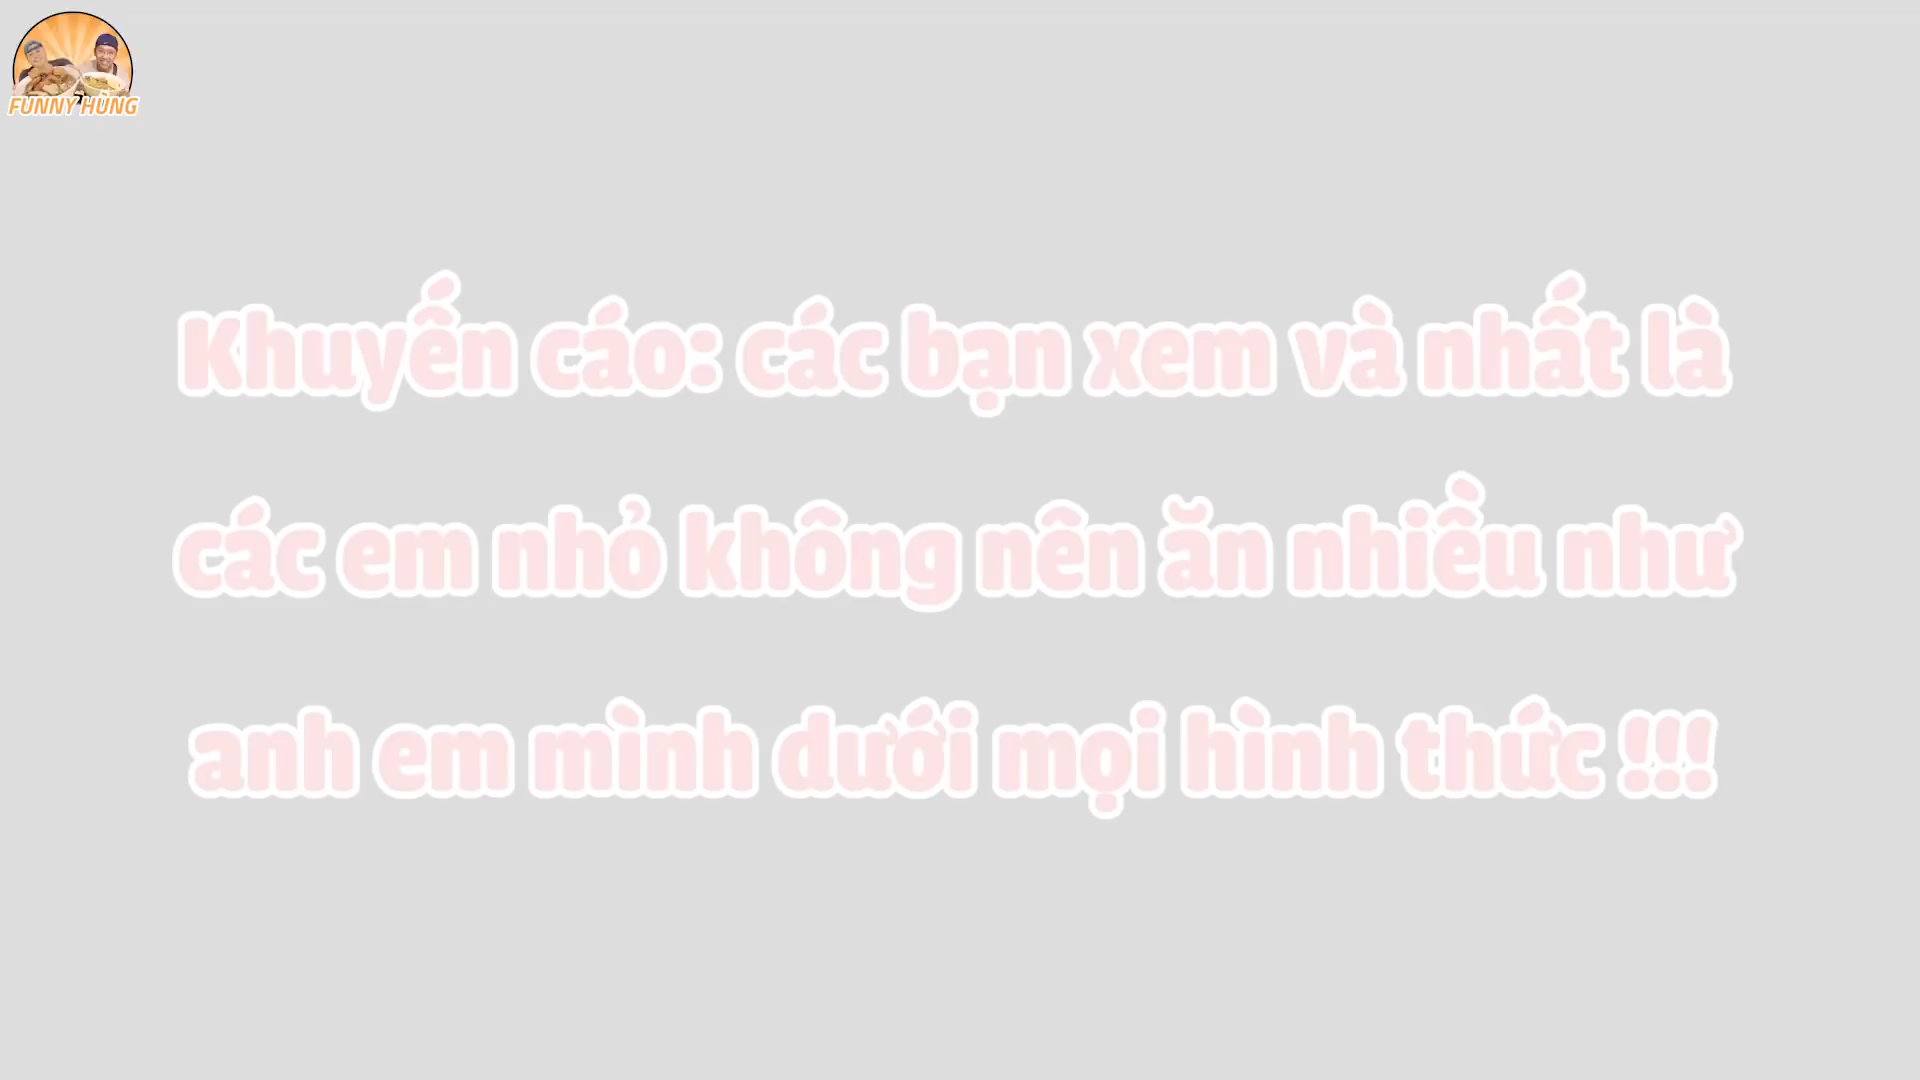 FUNNY HÙNG
Khuyến cáo: các bạn xem và nhất là
các em nhỏ không nên ăn nhiều như
anh em mình dưới mọi hình thức !!!